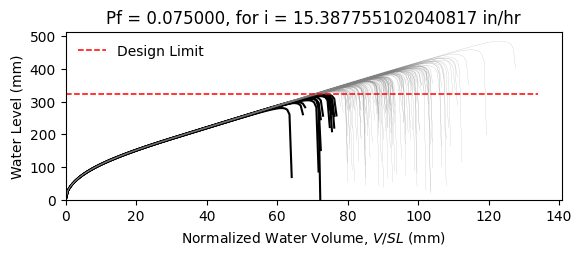 Pf = 0.075000, for i = 15.387755102040817 in/hr
500
400
300
200
100
0
Water Level (mm)
Design Limit
0 20 40 60 80 100 120 140
Normalized Water Volume, V/SL (mm)